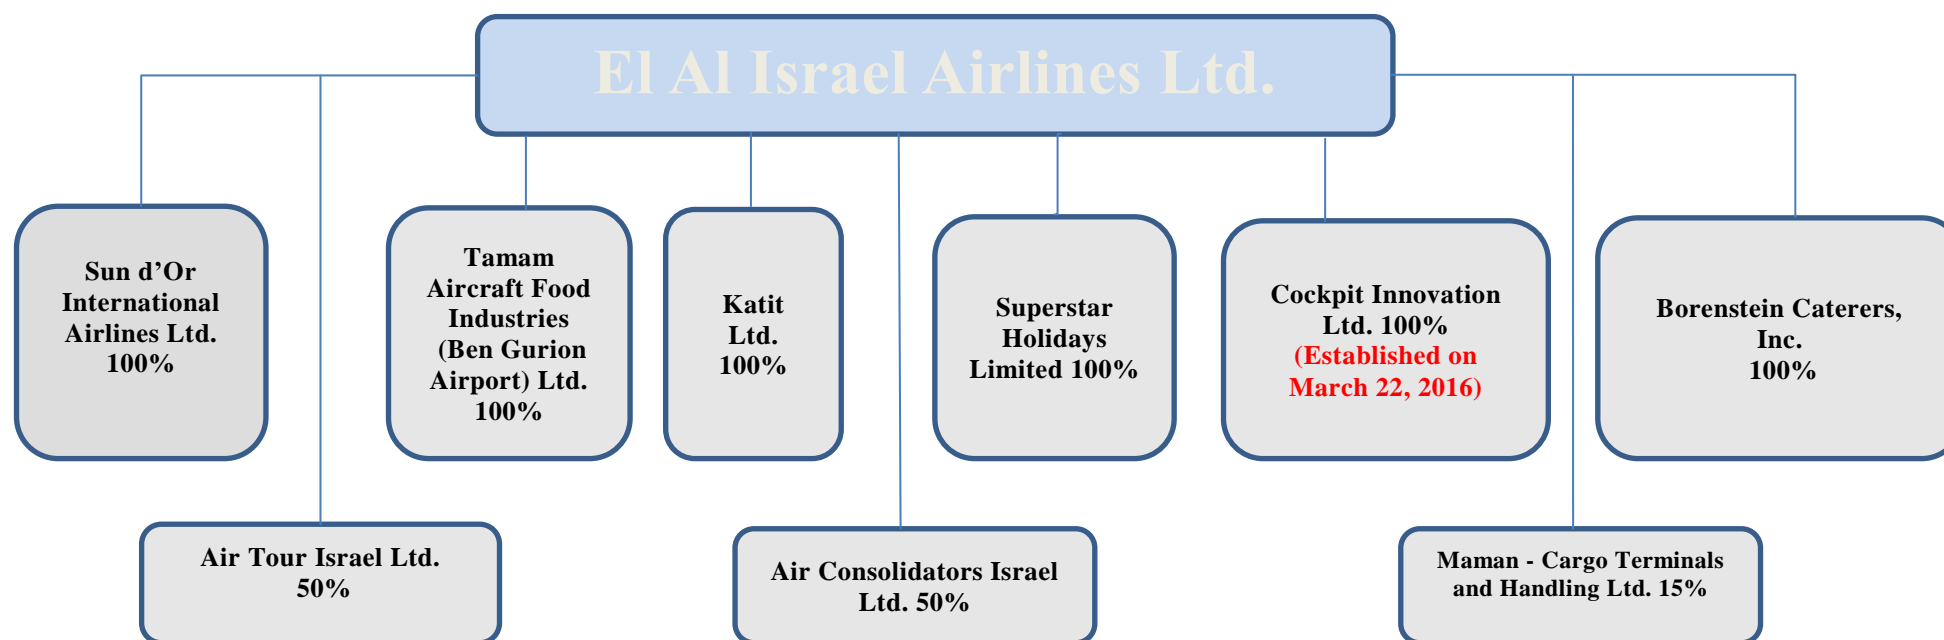 El Al Israel Airlines Ltd.
Sun d’Or
International
Airlines Ltd.
100%
Tamam
Aircraft Food
Industries
(Ben Gurion
Airport) Ltd.
100%
Katit
Ltd.
100%
Superstar
Holidays
Limited 100%
Cockpit Innovation
Ltd. 100%
(Established on
March 22, 2016)
Borenstein Caterers,
Inc.
100%
Air Tour Israel Ltd.
50%
Air Consolidators Israel
Ltd. 50%
Maman - Cargo Terminals
and Handling Ltd. 15%